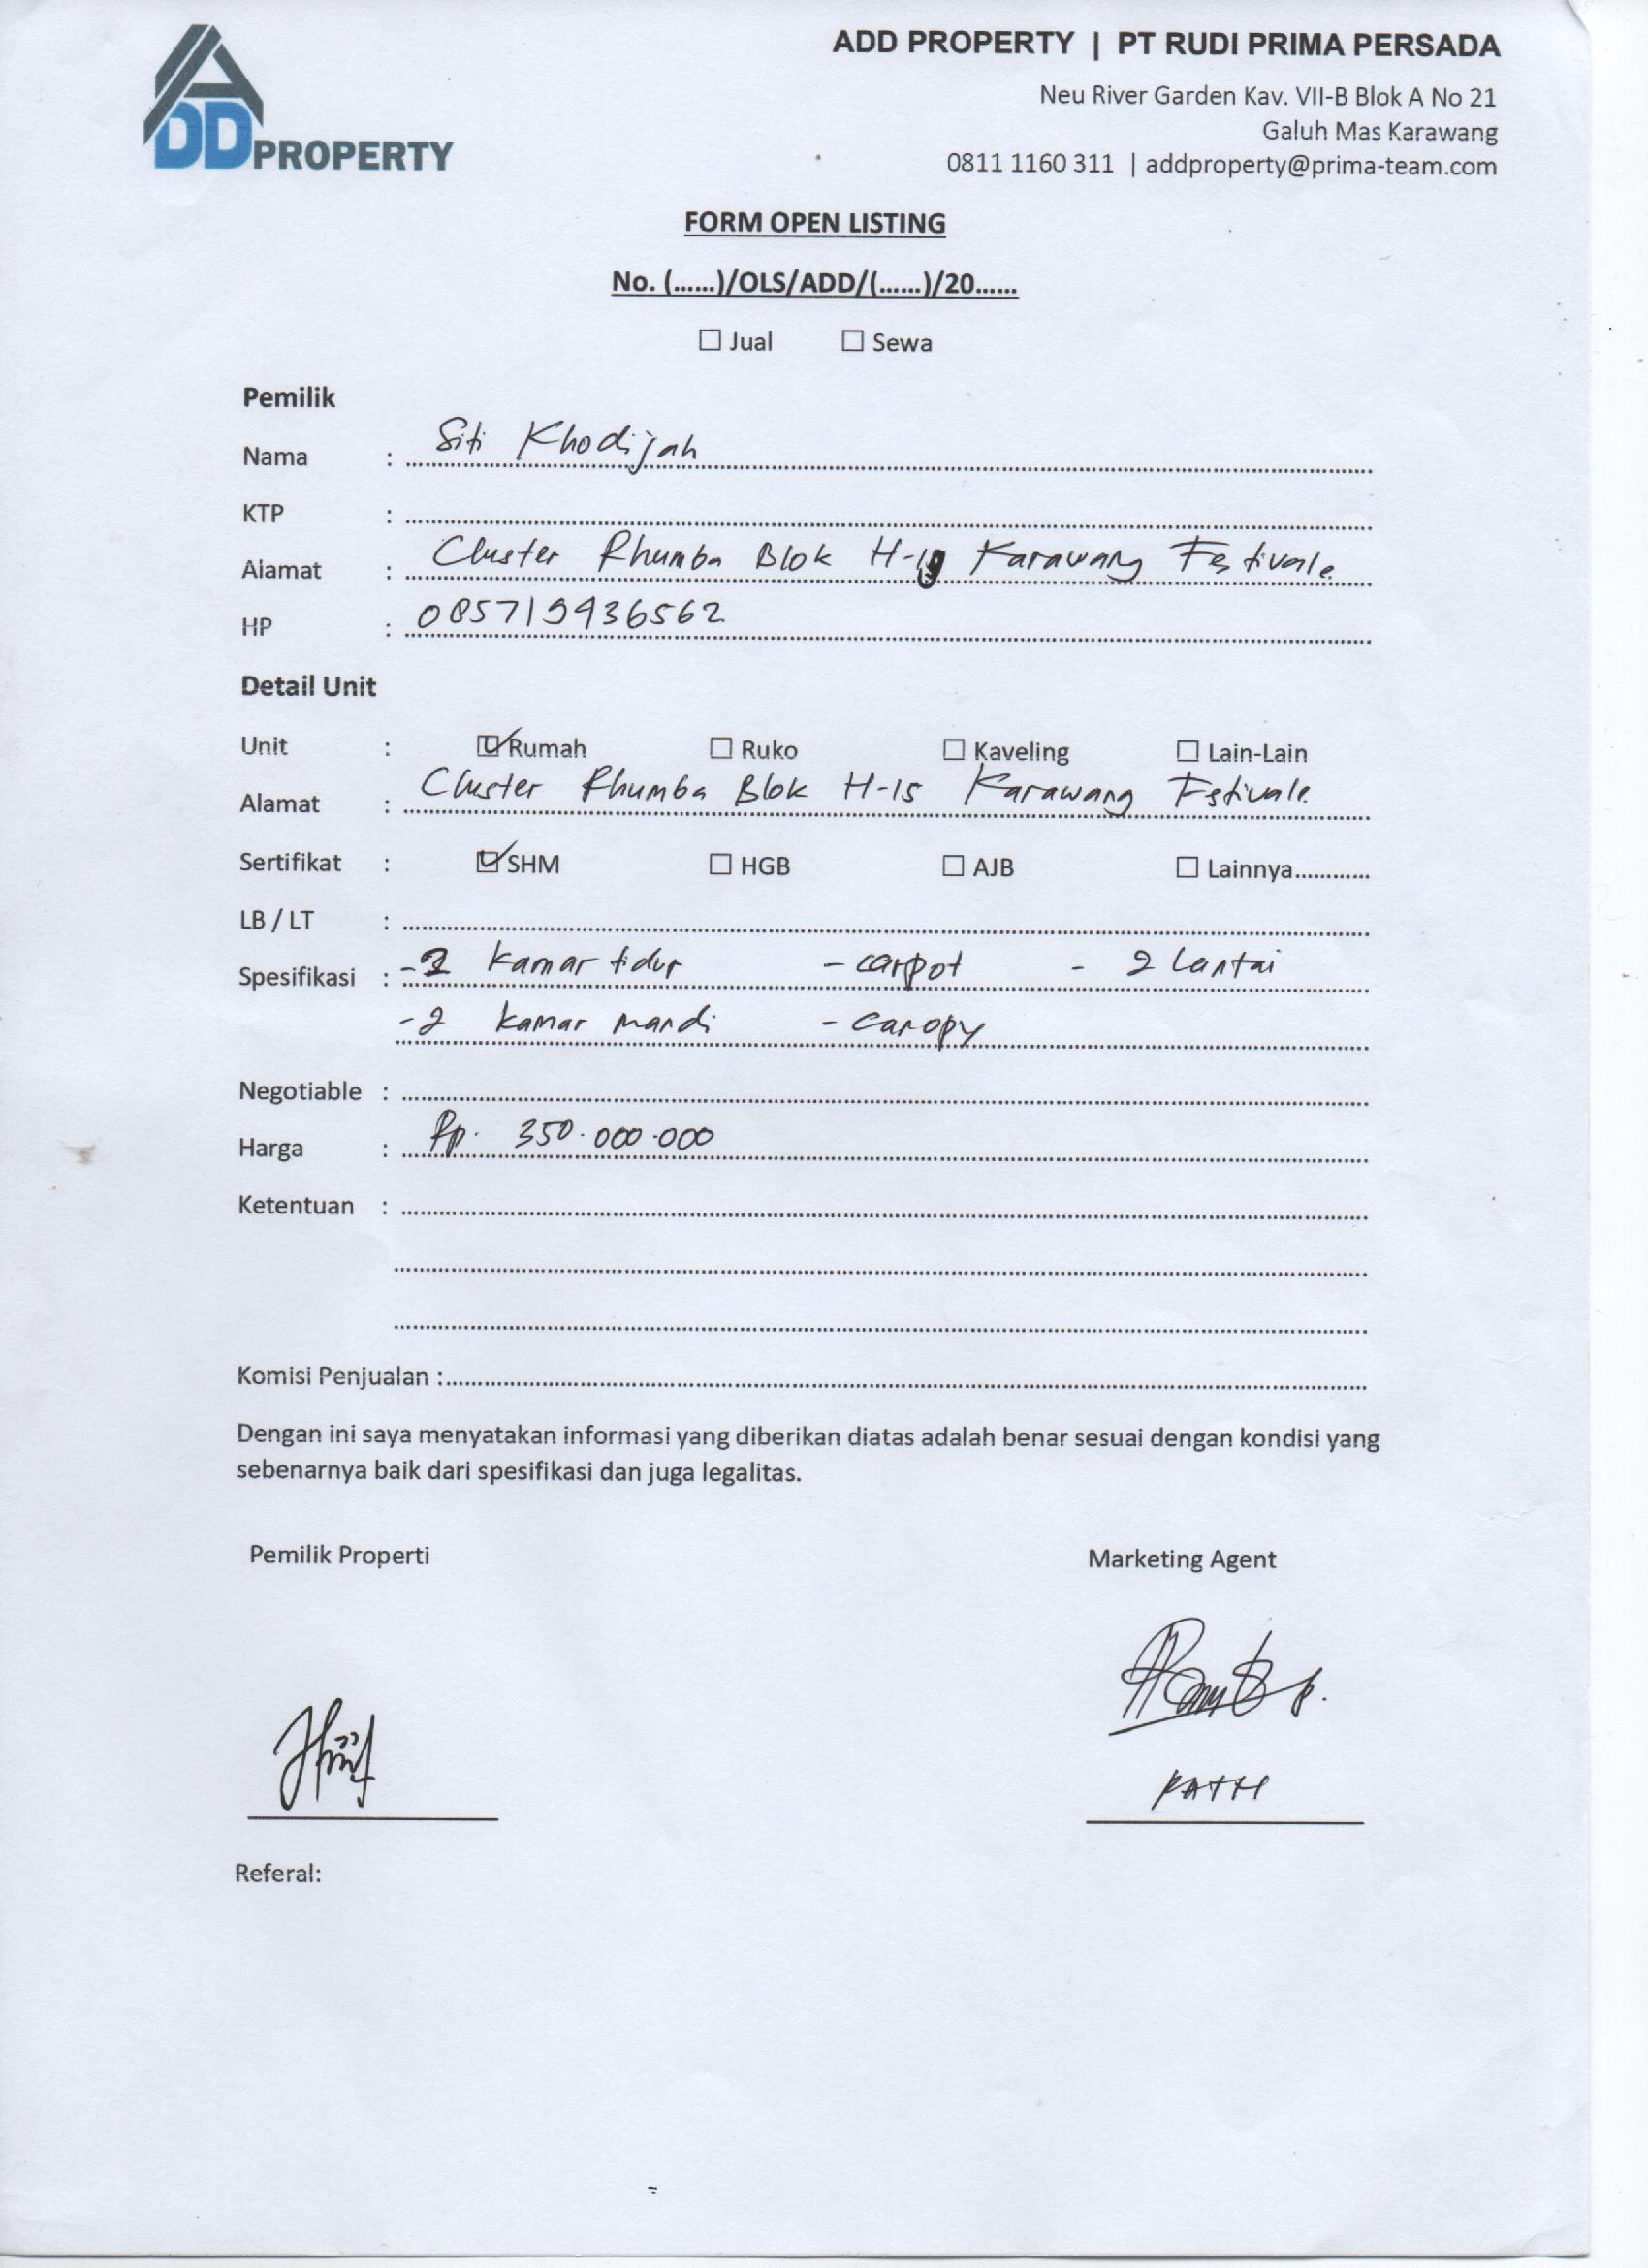 ADD PROPERTY
ADD PROPERTY | PT RUDI PRIMA PERSADA
Neu River Garden Kav. VII-B Blok A No 21
Galuh Mas Karawang
0811 1160 311 | addproperty@prima-team.com
FORM OPEN LISTING
No. (......)/OLS/ADD/(......)/20......
☐ Jual ☐ Sewa
Pemilik
Nama : Siti Khodijah
KTP :
Alamat : Cluster Rhumba Blok Karawang Festivale
HP : 085719936562
Detail Unit
Unit : ☑ Rumah ☐ Ruko ☐ Kaveling ☐ Lain-Lain
Alamat : Cluster Rhumba Blok H-15 Karawang Festivale
Sertifikat : ☑ SHM ☐ HGB ☐ AJB ☐ Lainnya............
LB / LT :
Spesifikasi : - kamar tidur - carpot - 2 lantai
- 2 kamar mandi - canopy
Negotiable :
Harga : Rp. 350.000.000
Ketentuan :
Komisi Penjualan :
Dengan ini saya menyatakan informasi yang diberikan diatas adalah benar sesuai dengan kondisi yang
sebenarnya baik dari spesifikasi dan juga legalitas.
Pemilik Properti Marketing Agent
Referal: